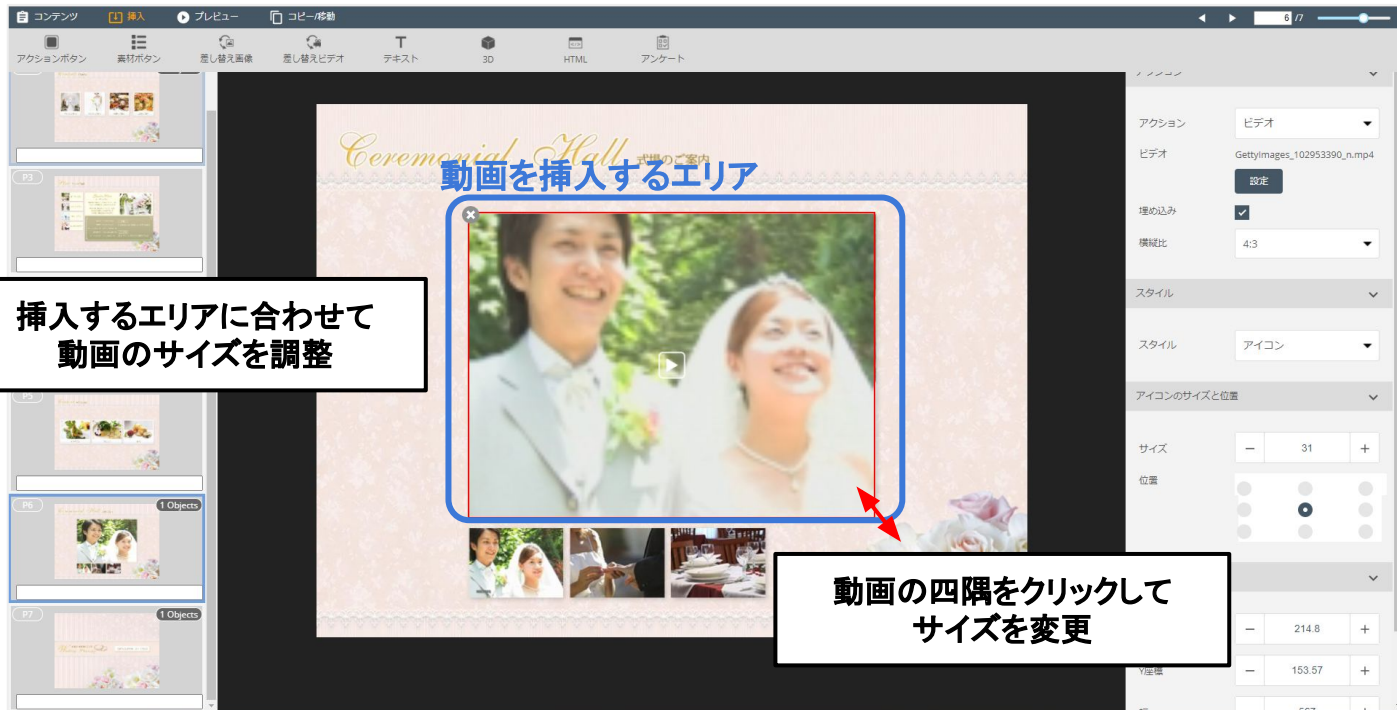 コンテンツ
挿入
プレビュー
コピー/移動
6 /7
アクションボタン
素材ボタン
差し替え画像
差し替えビデオ
テキスト
3D
HTML
アンケート
P3
P5
P6
1 Objects
P7
1 Objects
Ceremonial Hall 式場のご案内
動画を挿入するエリア
挿入するエリアに合わせて
動画のサイズを調整
動画の四隅をクリックして
サイズを変更
アクション
アクション
ビデオ
ビデオ
GettyImages_102953390_n.mp4
設定
埋め込み
横縦比
4:3
スタイル
スタイル
アイコン
アイコンのサイズと位置
サイズ
31
位置
214.8
Y座標
153.57